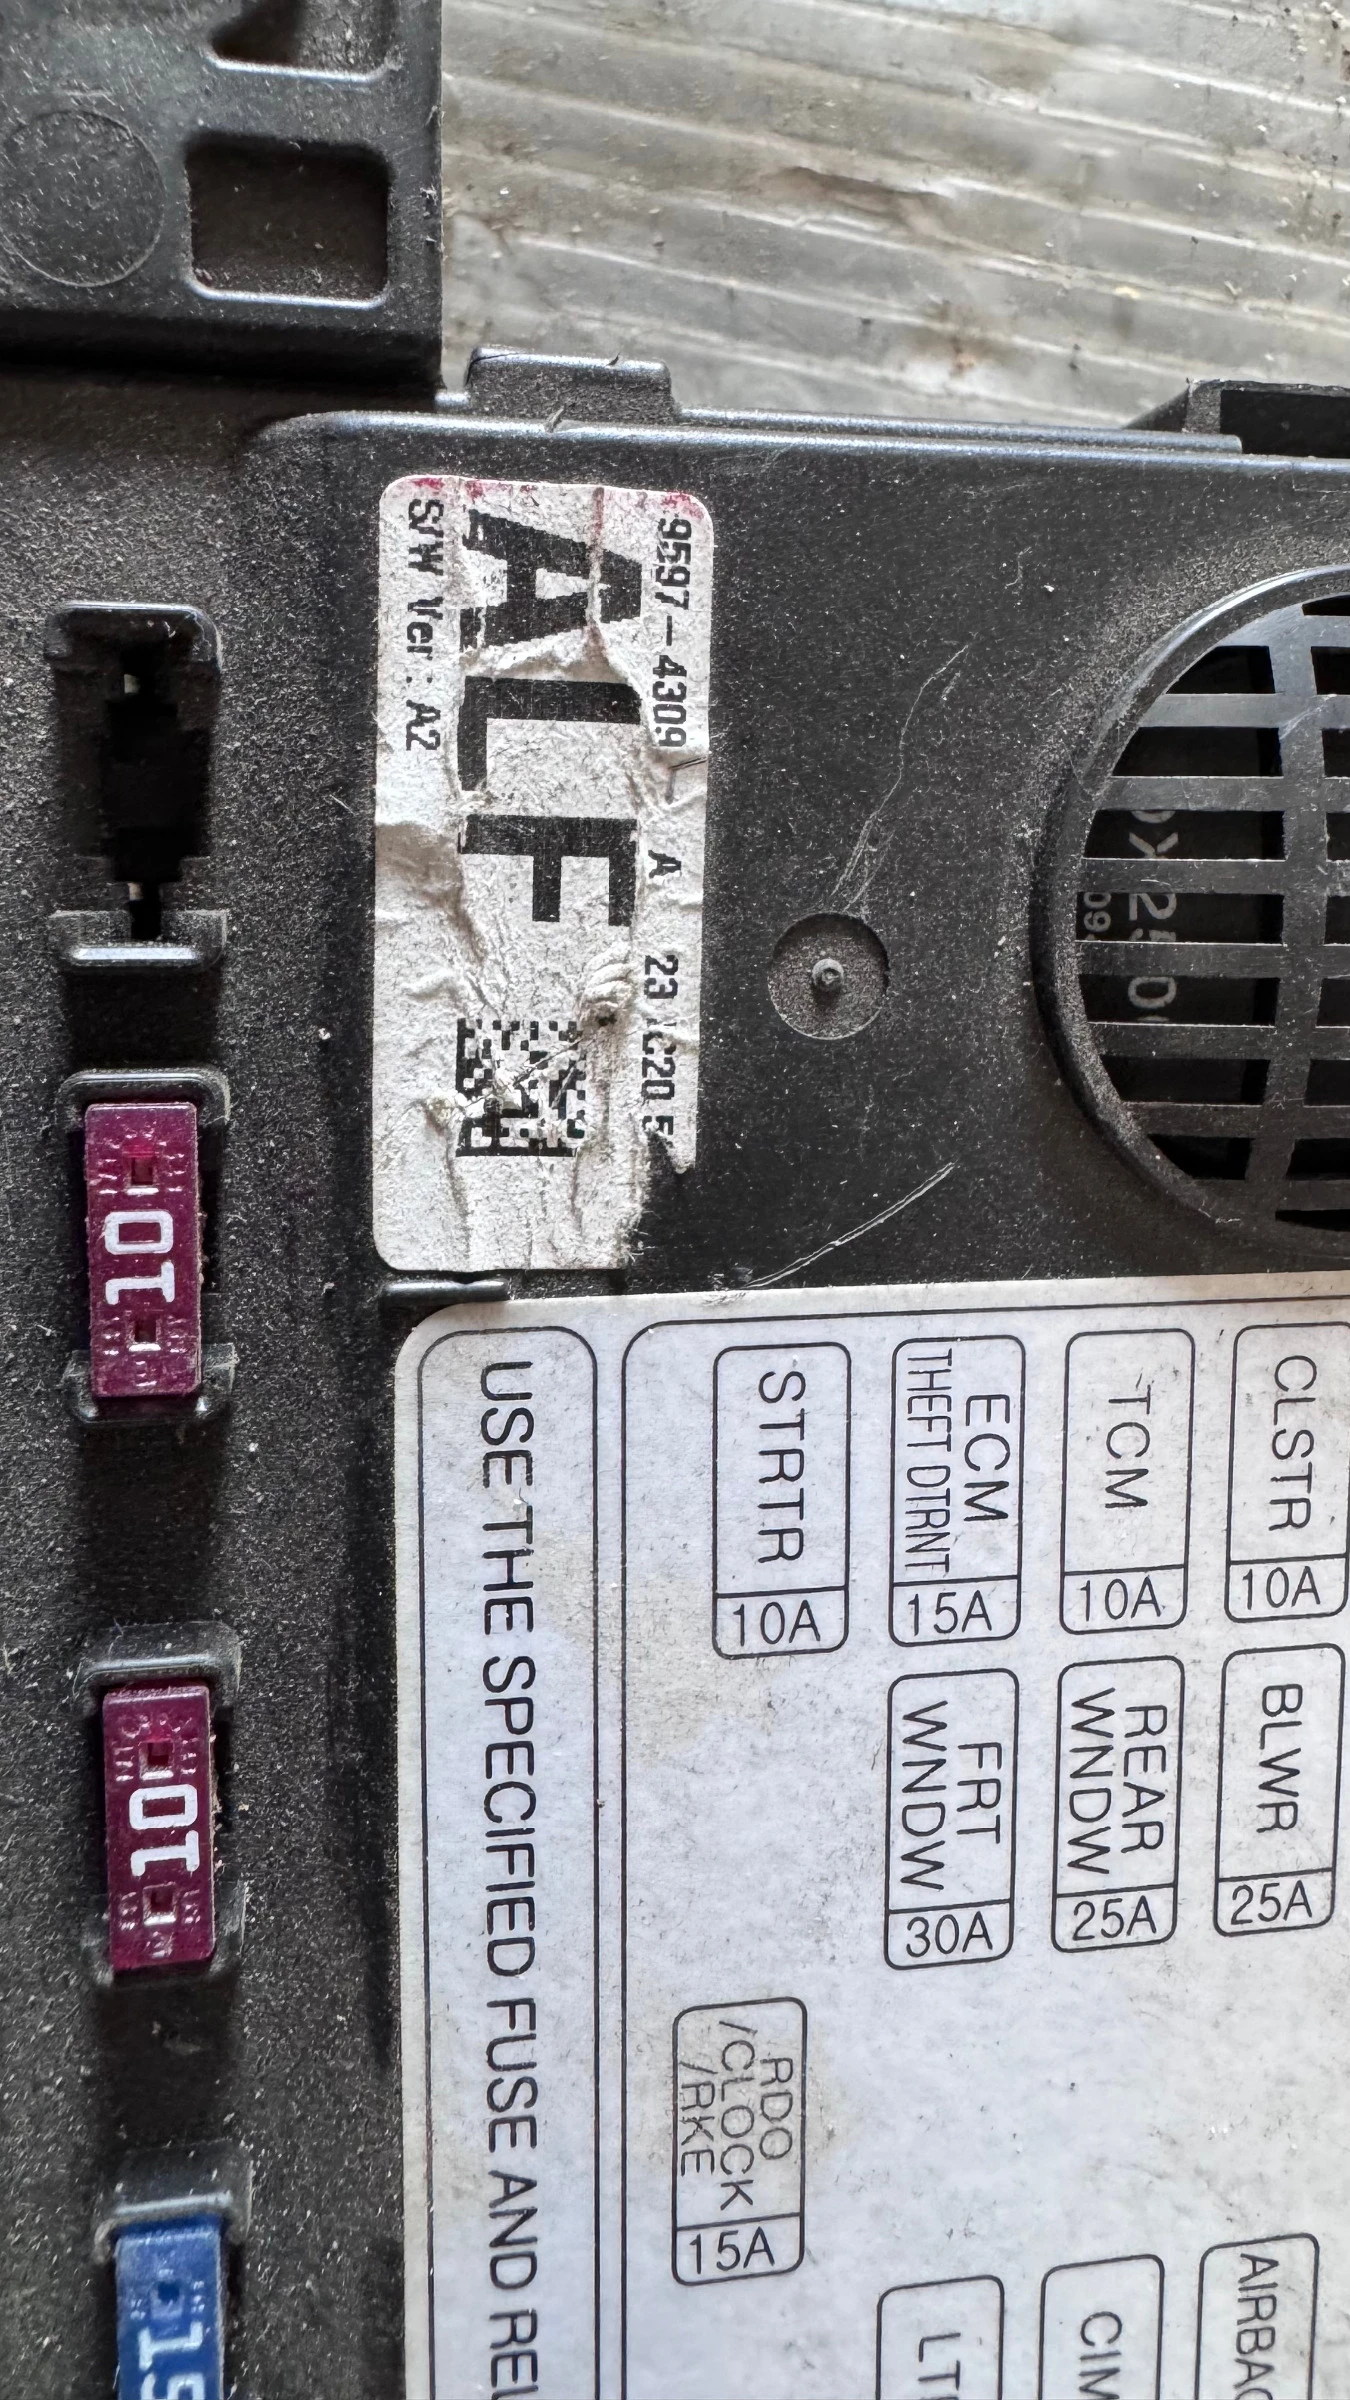 9597-4309
A
ALF
S/W Ver : A2
CLSTR 10A
BLWR 25A
TCM 10A
REAR
WNDW 25A
ECM
THEFT DTRNT 15A
FRT
WNDW 30A
STRTR 10A
RDO
/CLOCK
/RKE 15A
USE THE SPECIFIED FUSE AND
10
10